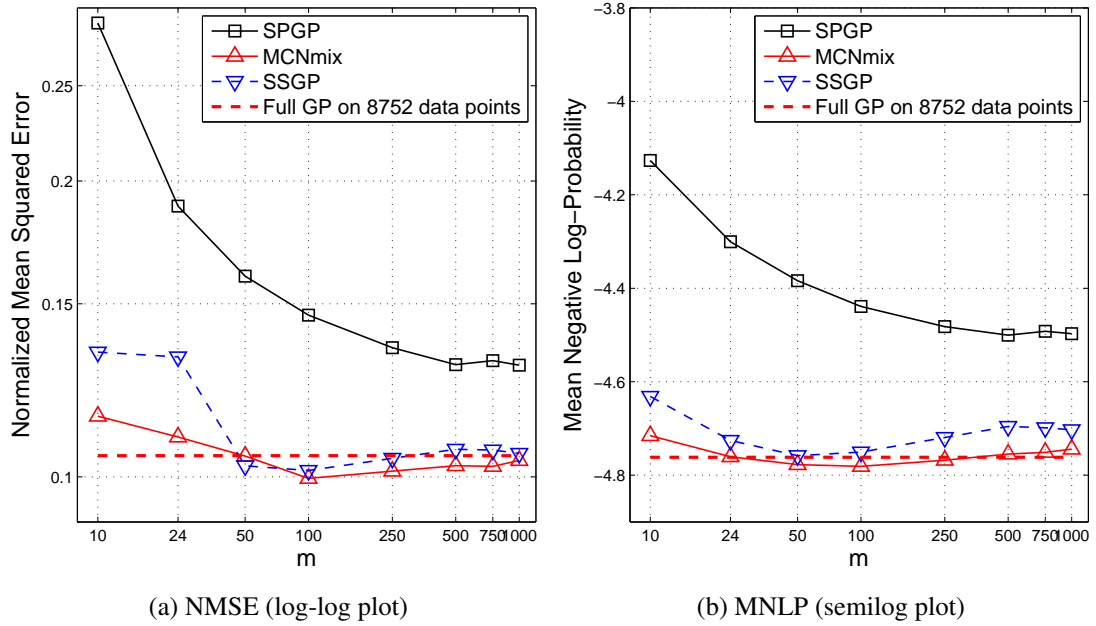 Normalized Mean Squared Error
0.25
0.2
0.15
0.1
SPGP
MCNmix
SSGP
Full GP on 8752 data points
10 24 50 100 250 500 750 1000
m
(a) NMSE (log-log plot)
Mean Negative Log−Probability
−3.8
−4
−4.2
−4.4
−4.6
−4.8
SPGP
MCNmix
SSGP
Full GP on 8752 data points
10 24 50 100 250 500 750 1000
m
(b) MNLP (semilog plot)